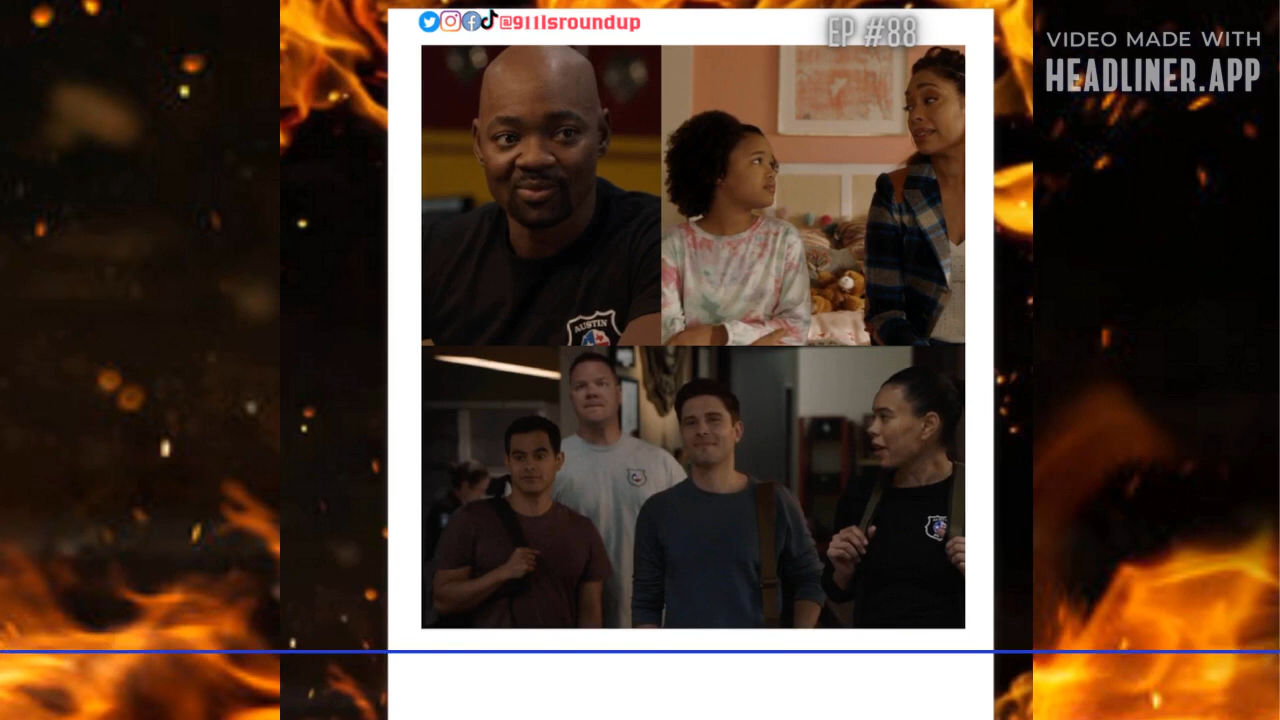 @911lsroundup
EP #88
VIDEO MADE WITH
HEADLINER.APP
AUSTIN